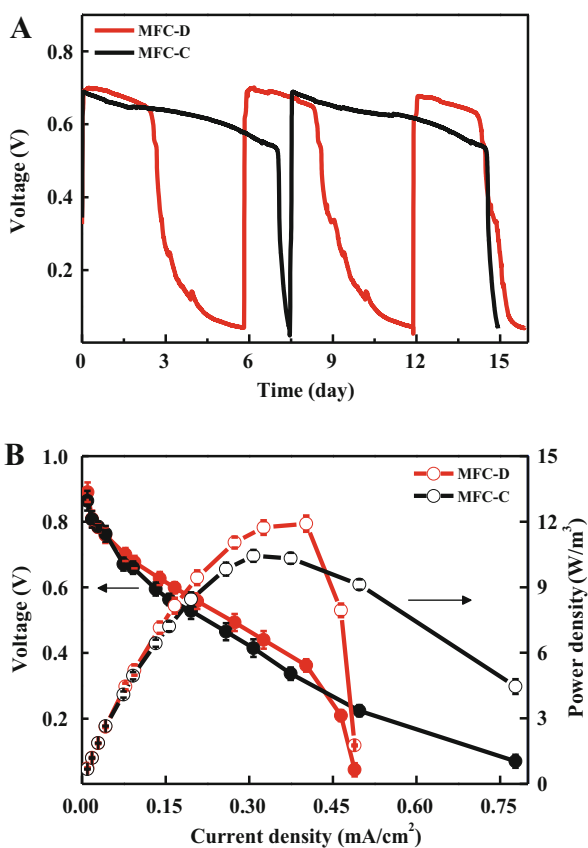 A
MFC-D
MFC-C
0.8
0.6
0.4
0.2
Voltage (V)
0 3 6 9 12 15
Time (day)
B
MFC-D
MFC-C
1.0
0.8
0.6
0.4
0.2
Voltage (V)
15
12
9
6
3
0
Power density(W/m³)
0.00 0.15 0.30 0.45 0.60 0.75
Current density (mA/cm²)